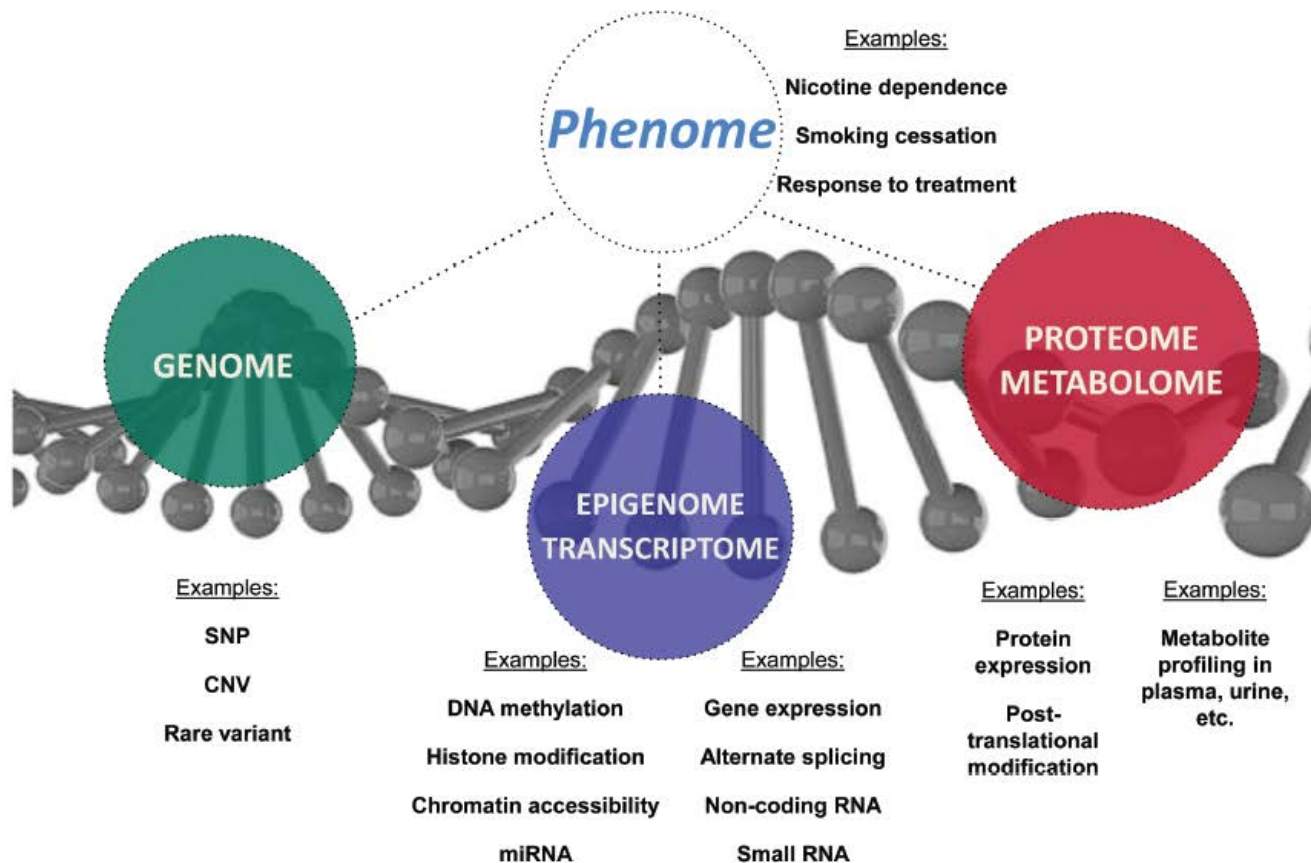 Phenome
Examples:
Nicotine dependence
Smoking cessation
Response to treatment
GENOME
Examples:
SNP
CNV
Rare variant
EPIGENOME
TRANSCRIPTOME
Examples:
DNA methylation
Histone modification
Chromatin accessibility
miRNA
Examples:
Gene expression
Alternate splicing
Non-coding RNA
Small RNA
PROTEOME
METABOLOME
Examples:
Protein
expression
Post-
translational
modification
Examples:
Metabolite
profiling in
plasma, urine,
etc.